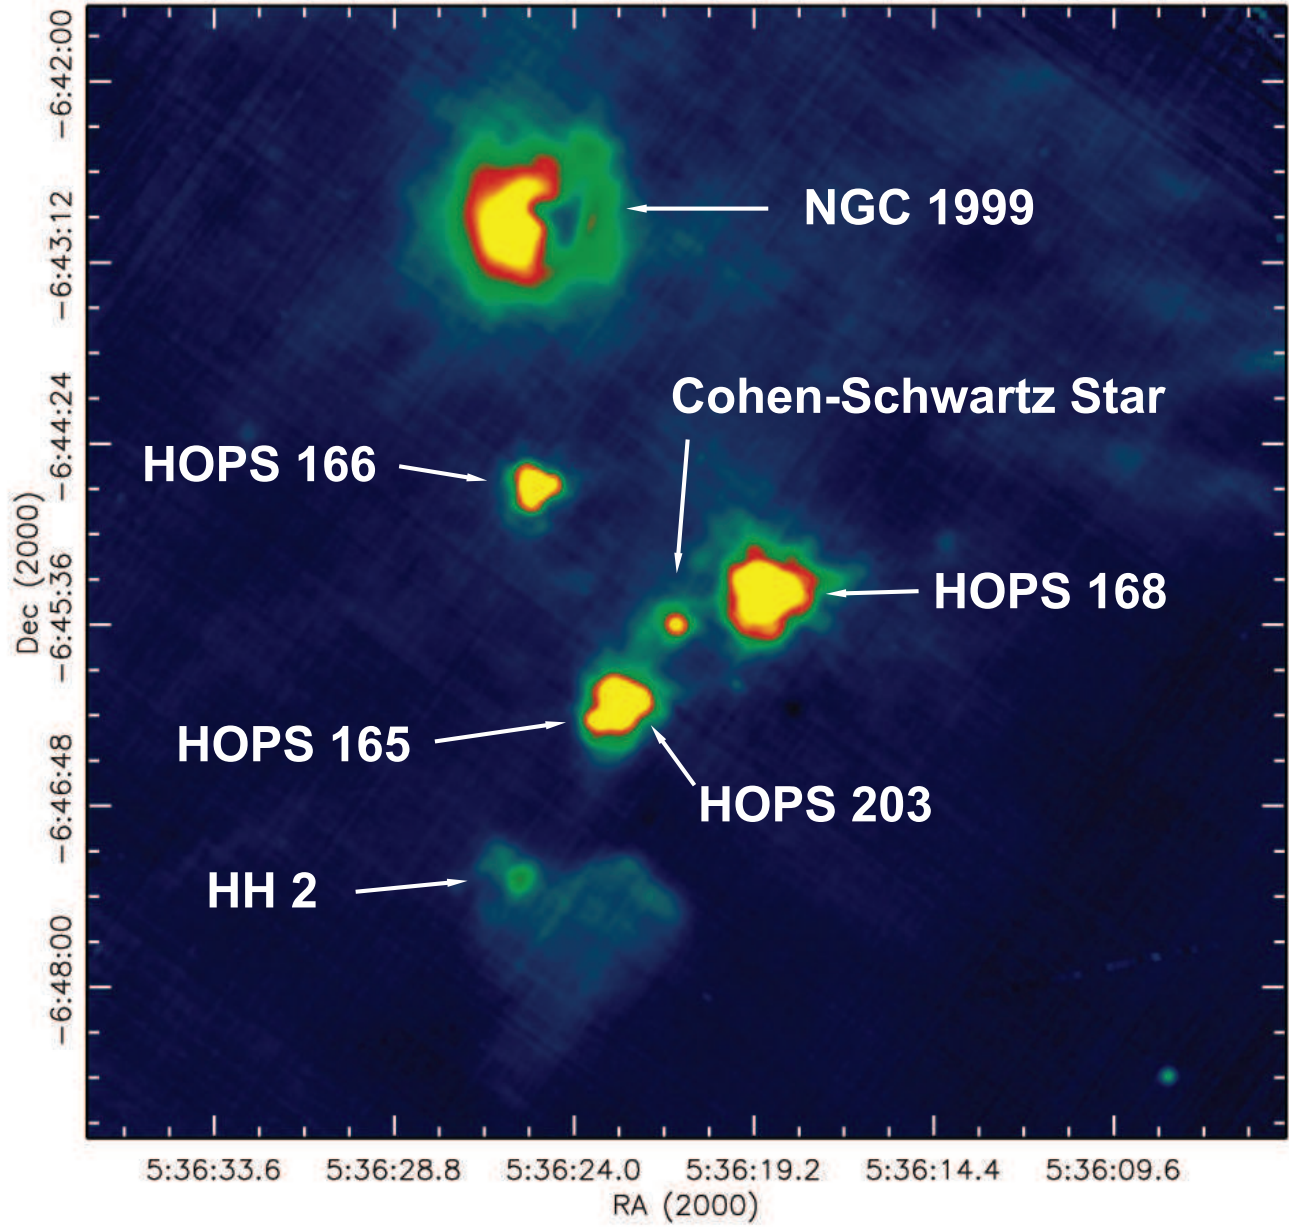 −6:42:00
−6:43:12
−6:44:24
−6:45:36
−6:46:48
−6:48:00
Dec (2000)
NGC 1999
Cohen-Schwartz Star
HOPS 166
HOPS 168
HOPS 165
HOPS 203
HH 2
5:36:33.6
5:36:28.8
5:36:24.0
5:36:19.2
5:36:14.4
5:36:09.6
RA (2000)